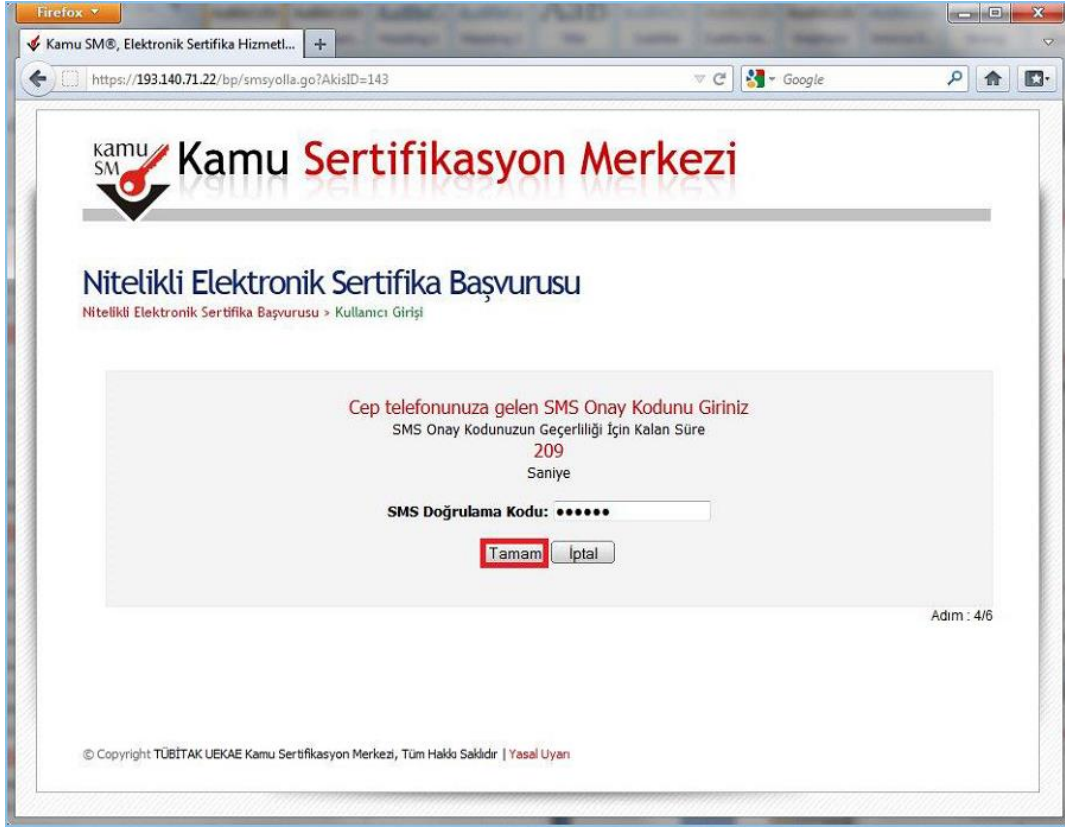 Firefox
Kamu SM®, Elektronik Sertifika Hizmetl...
https://193.140.71.22/bp/smsyolla.go?AkisID=143
Google
kamu
SM
Kamu Sertifikasyon Merkezi
Nitelikli Elektronik Sertifika Başvurusu
Nitelikli Elektronik Sertifika Başvurusu > Kullanıcı Girişi
Cep telefonunuza gelen SMS Onay Kodunu Giriniz
SMS Onay Kodunuzun Geçerliliği İçin Kalan Süre
209
Saniye
SMS Doğrulama Kodu: ●●●●●●
Tamam İptal
Adım : 4/6
© Copyright TÜBİTAK UEKAE Kamu Sertifikasyon Merkezi, Tüm Hakkı Saklıdır | Yasal Uyarı